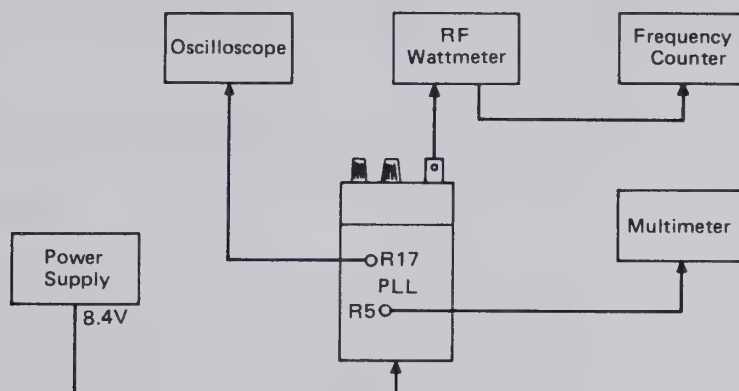 Oscilloscope
RF
Wattmeter
Frequency
Counter
Multimeter
Power
Supply
8.4V
R17
PLL
R5